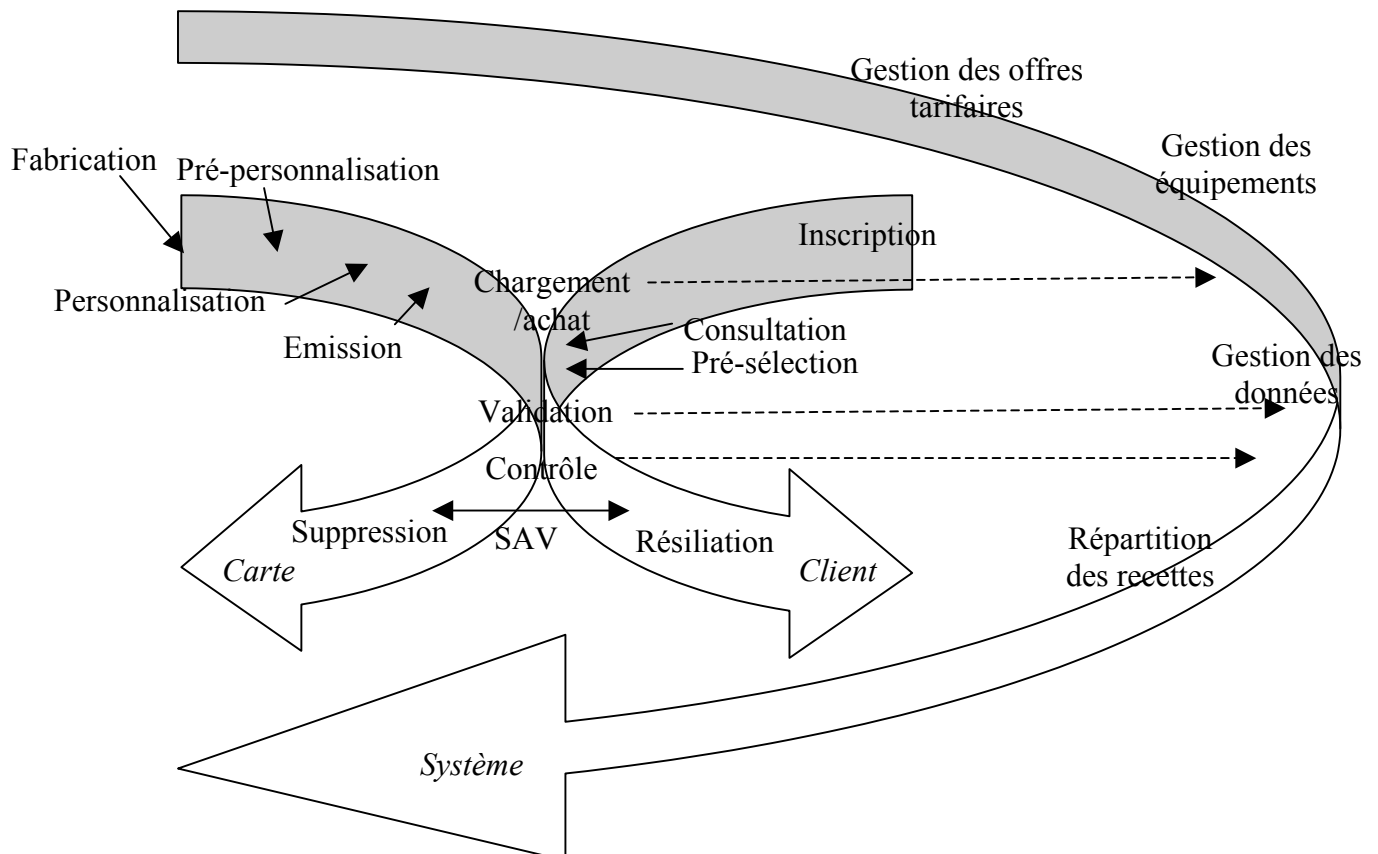 Gestion des offres
tarifaires
Gestion des
équipements
Fabrication
Pré-personnalisation
Inscription
Chargement
/achat
Personnalisation
Emission
Consultation
Pré-sélection
Gestion des
données
Validation
Contrôle
Suppression
SAV
Résiliation
Répartition
des recettes
Carte
Client
Système